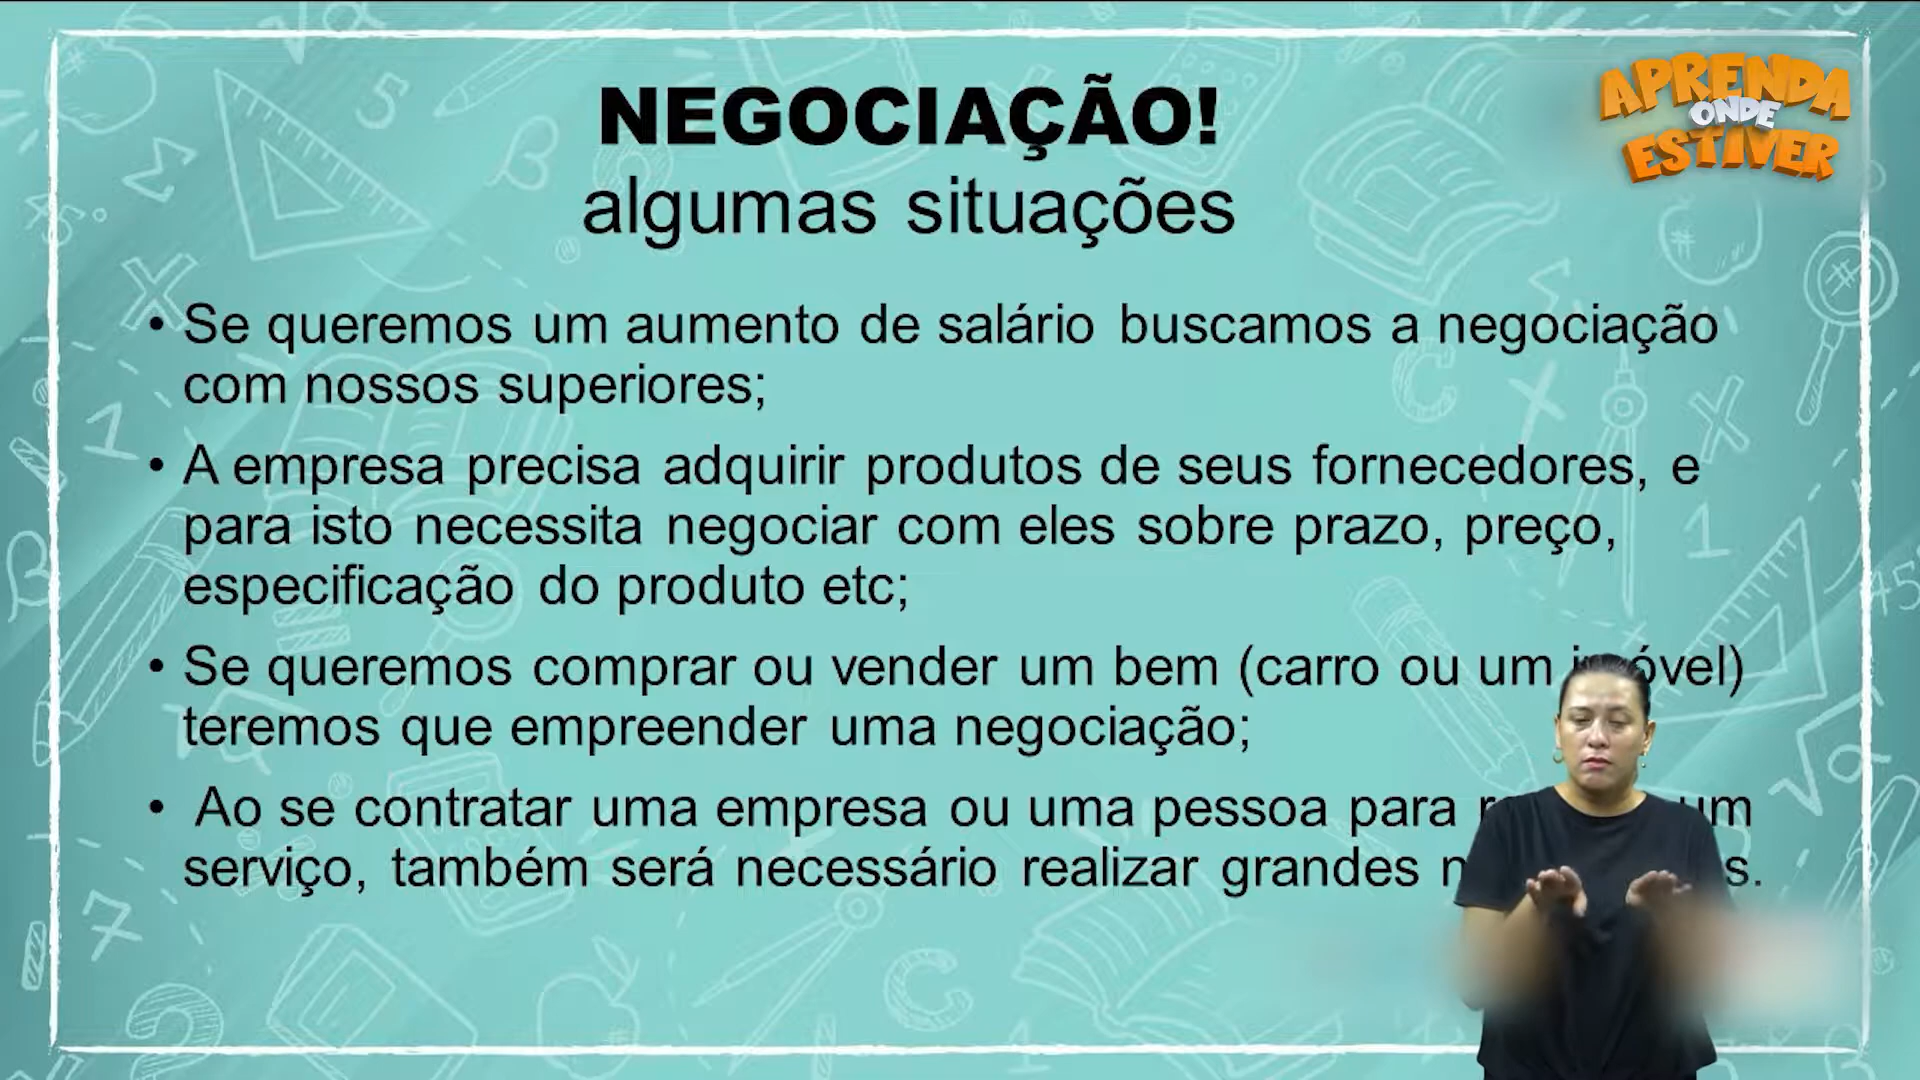 NEGOCIAÇÃO!
algumas situações
APRENDA
ONDE
ESTIVER
• Se queremos um aumento de salário buscamos a negociação
com nossos superiores;
• A empresa precisa adquirir produtos de seus fornecedores, e
para isto necessita negociar com eles sobre prazo, preço,
especificação do produto etc;
• Se queremos comprar ou vender um bem (carro ou um imóvel)
teremos que empreender uma negociação;
• Ao se contratar uma empresa ou uma pessoa para um
serviço, também será necessário realizar grandes